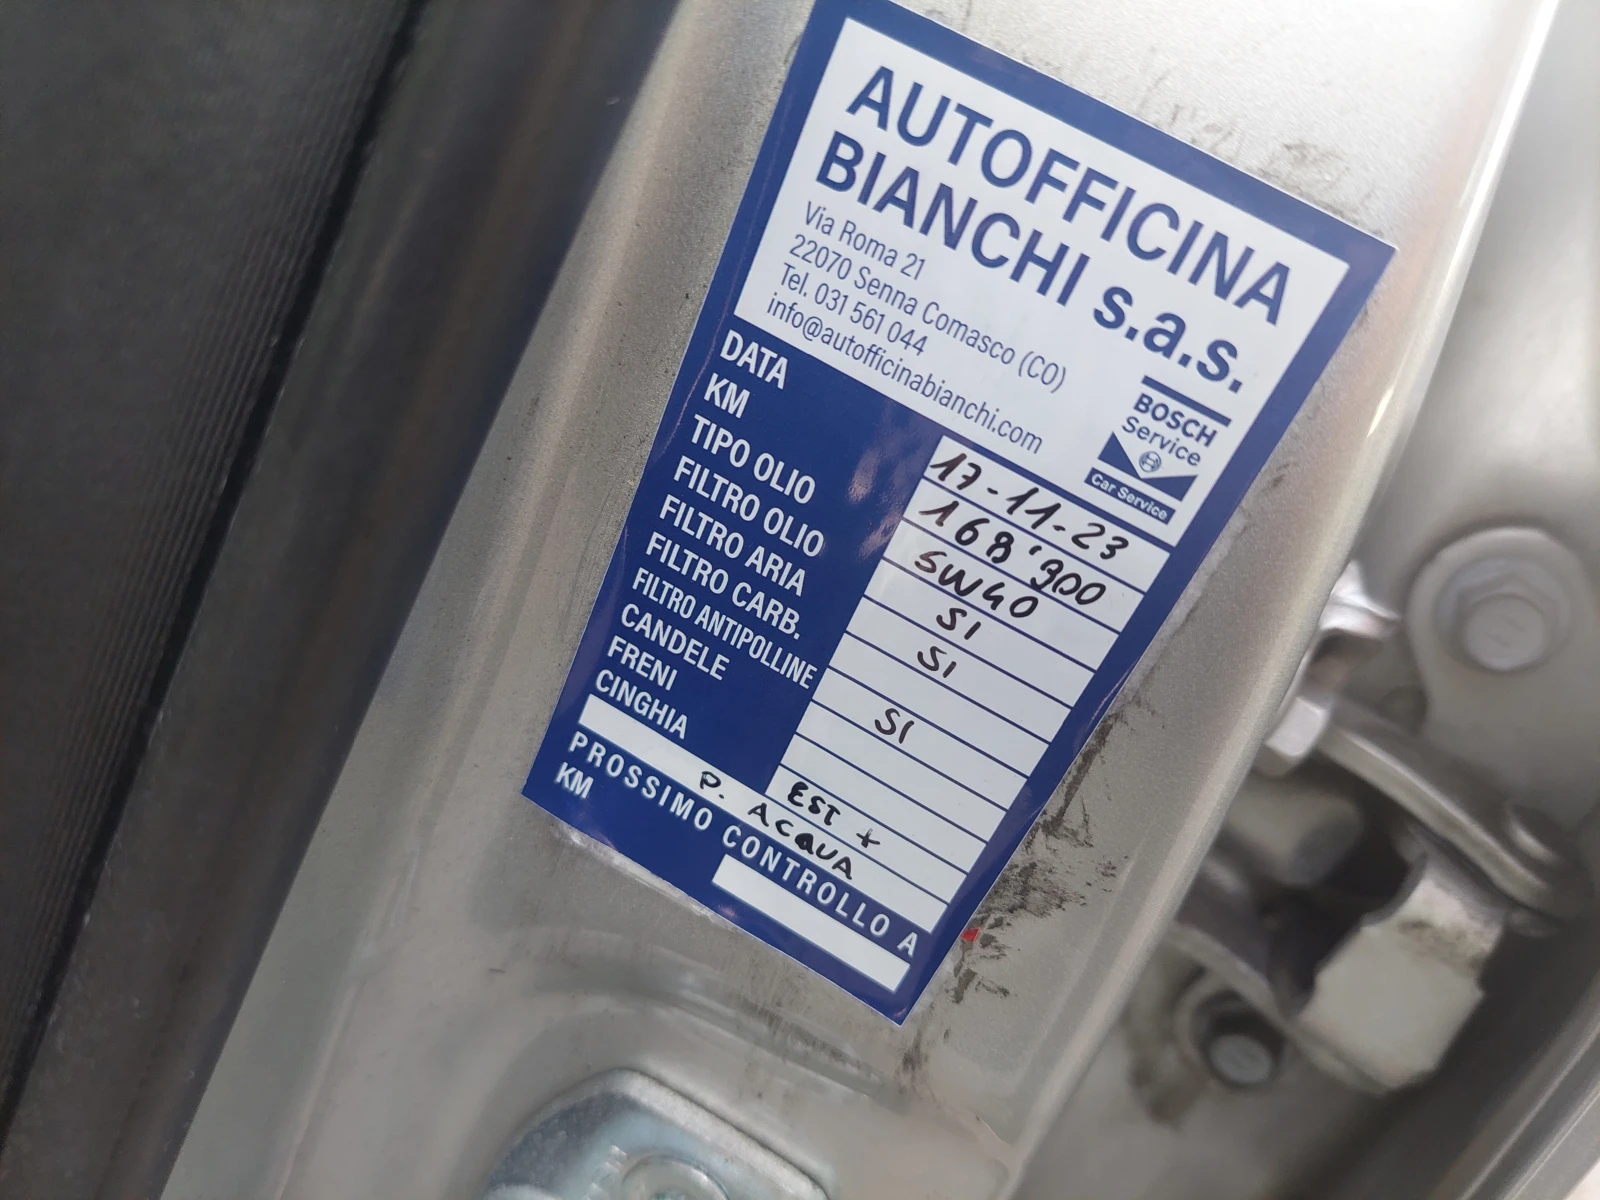 AUTOFFICINA
BIANCHI s.a.s.
Via Roma 21
22070 Senna Comasco (CO)
Tel. 031 561 044
info@autofficinabianchi.com
BOSCH
Service
Car Service
DATA 17-11-23
KM 168'900
TIPO OLIO 5W40
FILTRO OLIO SI
FILTRO ARIA SI
FILTRO CARB.
FILTRO ANTIPOLLINE SI
CANDELE
FRENI
CINGHIA EST +
P. ACQUA
PROSSIMO CONTROLLO A
KM